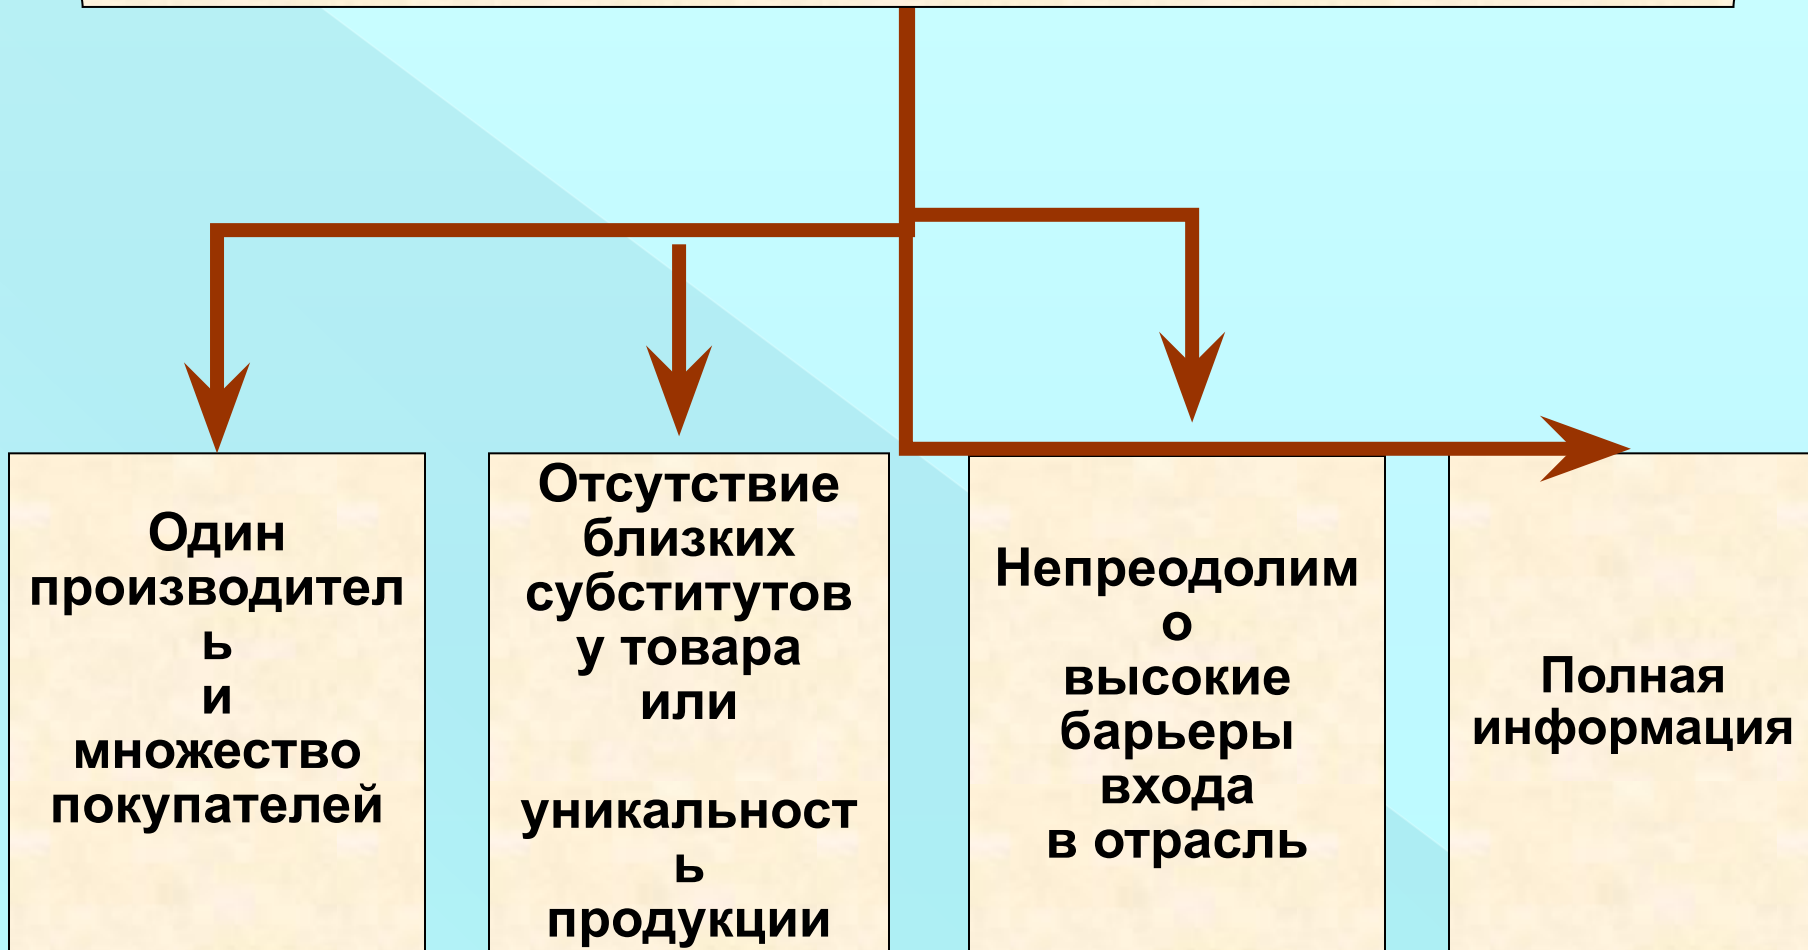 Один
производител
ь
и
множество
покупателей
Отсутствие
близких
субститутов
у товара
или
уникальност
ь
продукции
Непреодолим
о
высокие
барьеры
входа
в отрасль
Полная
информация